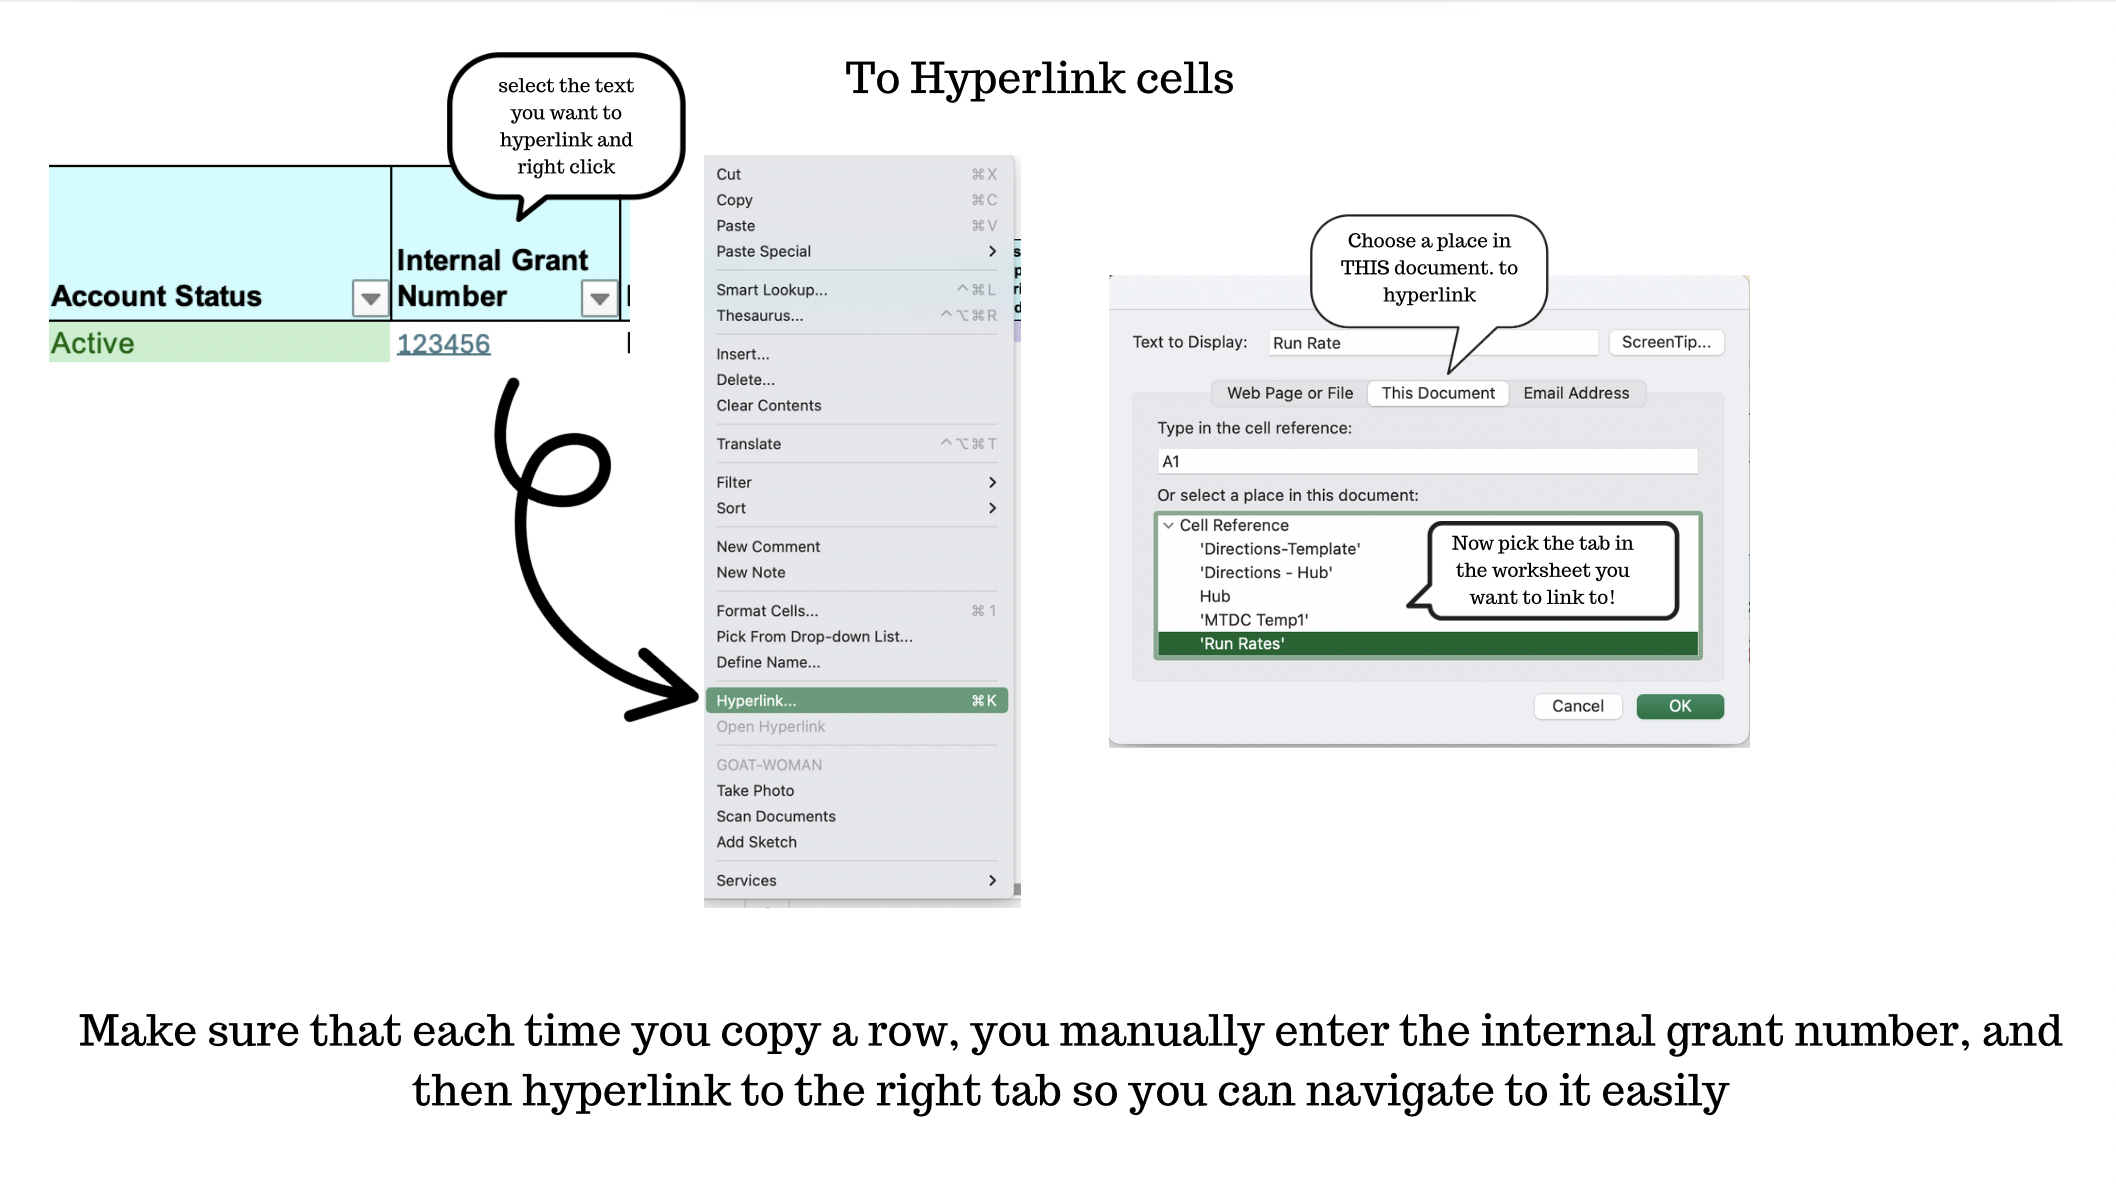 To Hyperlink cells
select the text
you want to
hyperlink and
right click
Account Status
Internal Grant
Number
Active
123456
Cut ⌘X
Copy ⌘C
Paste ⌘V
Paste Special
Smart Lookup... ^⌘L
Thesaurus... ^⌥⌘R
Insert...
Delete...
Clear Contents
Translate ^⌥⌘T
Filter
Sort
New Comment
New Note
Format Cells... ⌘1
Pick From Drop-down List...
Define Name...
Hyperlink... ⌘K
Open Hyperlink
GOAT-WOMAN
Take Photo
Scan Documents
Add Sketch
Services
Choose a place in
THIS document. to
hyperlink
Text to Display: Run Rate ScreenTip...
Web Page or File This Document Email Address
Type in the cell reference:
A1
Or select a place in this document:
Cell Reference
'Directions-Template'
'Directions - Hub'
Hub
'MTDC Temp1'
'Run Rates'
Now pick the tab in
the worksheet you
want to link to!
Cancel OK
Make sure that each time you copy a row, you manually enter the internal grant number, and
then hyperlink to the right tab so you can navigate to it easily